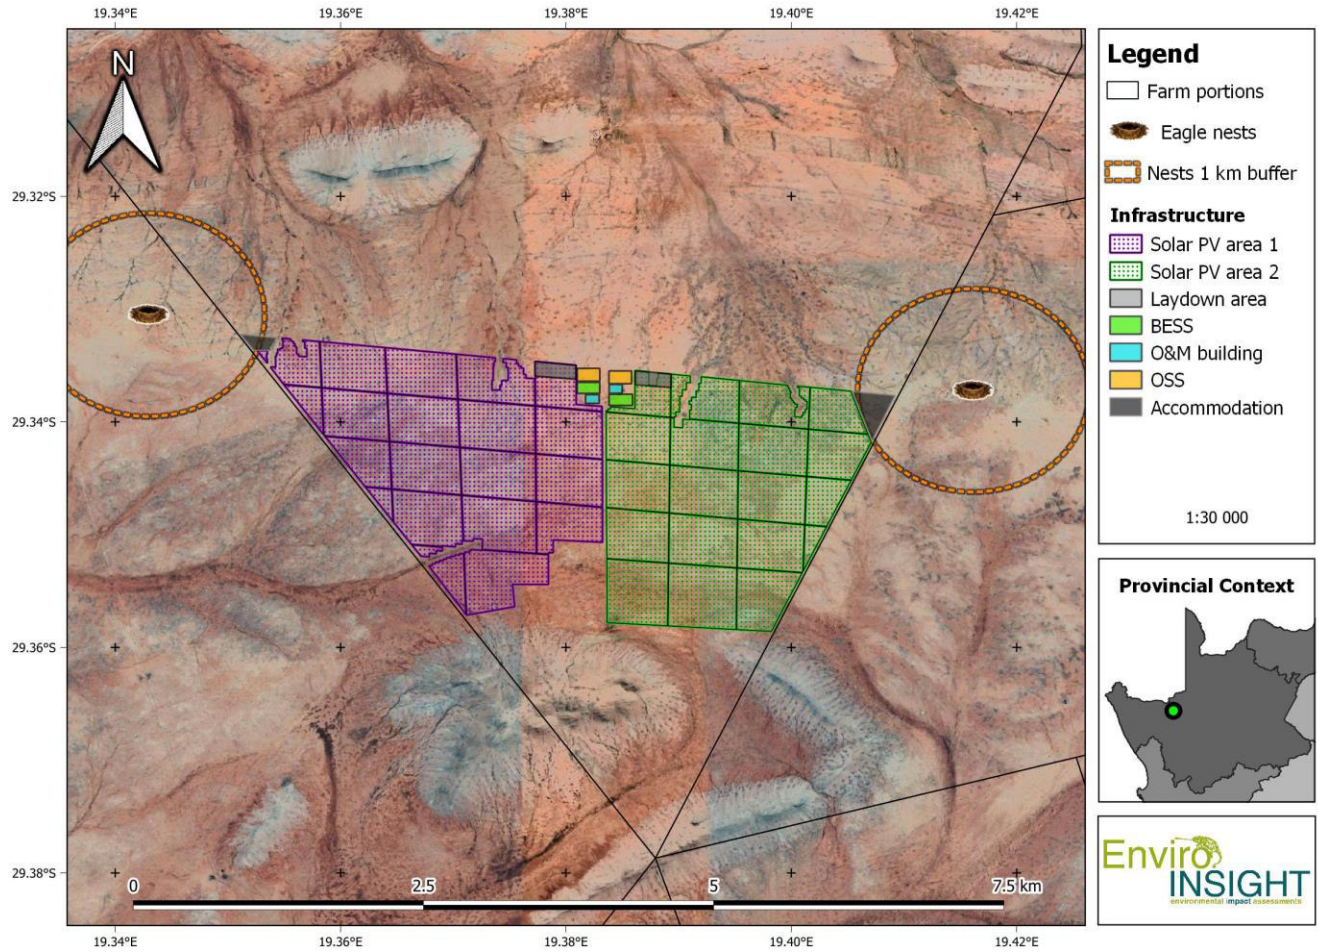 19.34°E 19.36°E 19.38°E 19.40°E 19.42°E
N
29.32°S
29.34°S
29.36°S
29.38°S
0 2.5 5 7.5 km
19.34°E 19.36°E 19.38°E 19.40°E 19.42°E
Legend
Farm portions
Eagle nests
Nests 1 km buffer
Infrastructure
Solar PV area 1
Solar PV area 2
Laydown area
BESS
O&M building
OSS
Accommodation
1:30 000
Provincial Context
Enviro
INSIGHT
environmental impact assessments